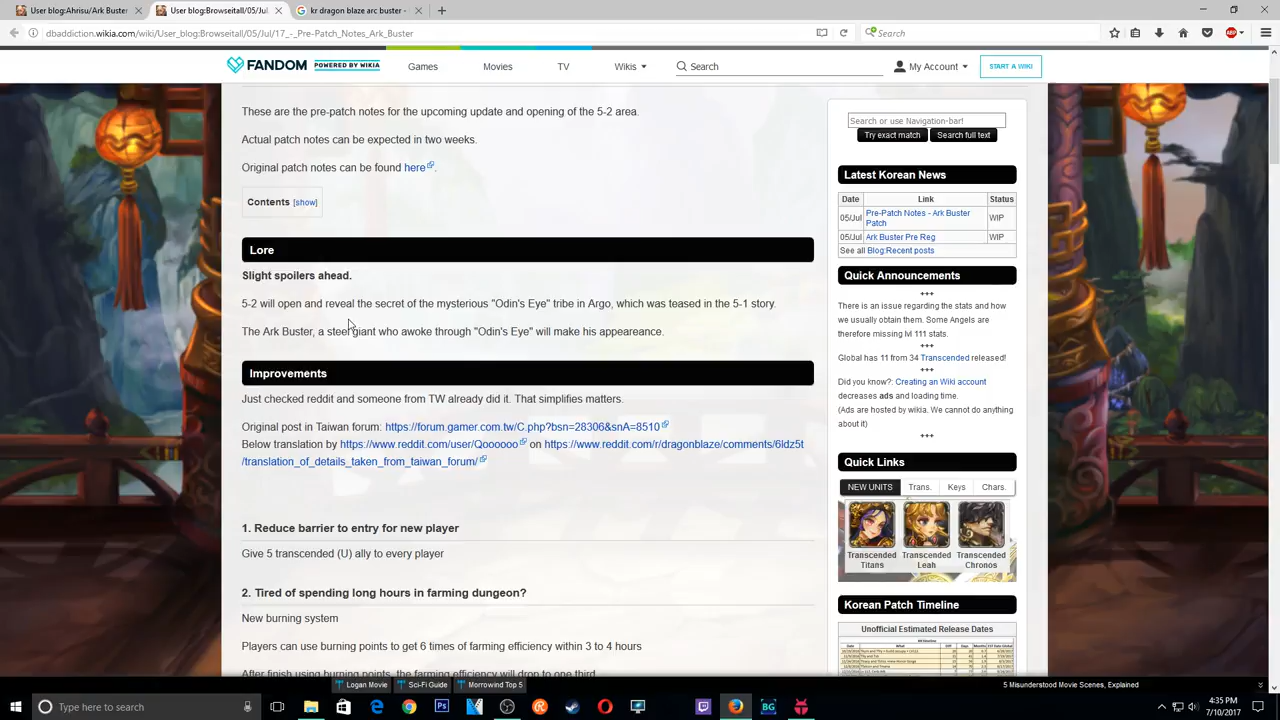 User blog:Ahrisu/Ark Buster
User blog:Browseitall/05/Jul/
kr dragon blaze arc buster -
dbaddiction.wikia.com/wiki/User_blog:Browseitall/05/Jul/17_-_Pre-Patch_Notes_Ark_Buster
Search
ABP
FANDOM POWERED BY WIKIA
Games
Movies
TV
Wikis
Search
My Account
START A WIKI
These are the pre-patch notes for the upcoming update and opening of the 5-2 area.
Actual patch notes can be expected in two weeks.
Original patch notes can be found here.
Contents [show]
Lore
Slight spoilers ahead.
5-2 will open and reveal the secret of the mysterious "Odin's Eye" tribe in Argo, which was teased in the 5-1 story.
The Ark Buster, a steel giant who awoke through "Odin's Eye" will make his appeareance.
Improvements
Just checked reddit and someone from TW already did it. That simplifies matters.
Original post in Taiwan forum: https://forum.gamer.com.tw/C.php?bsn=28306&snA=8510
Below translation by https://www.reddit.com/user/Qoooooo on https://www.reddit.com/r/dragonblaze/comments/6ldz5t
/translation_of_details_taken_from_taiwan_forum/
1. Reduce barrier to entry for new player
Give 5 transcended (U) ally to every player
2. Tired of spending long hours in farming dungeon?
New burning system
Players can use burning points to get 6 times of farming efficiency within 3 to 4 hours
After consuming burning points, the farming efficiency will drop to one third
Search or use Navigation-bar!
Try exact match
Search full text
Latest Korean News
Date Link Status
05/Jul Pre-Patch Notes - Ark Buster Patch WIP
05/Jul Ark Buster Pre Reg WIP
See all Blog:Recent posts
Quick Announcements
+++
There is an issue regarding the stats and how
we usually obtain them. Some Angels are
therefore missing lvl 111 stats.
+++
Global has 11 from 34 Transcended released!
+++
Did you know?: Creating an Wiki account
decreases ads and loading time.
(Ads are hosted by wikia. We cannot do anything
about it)
+++
Quick Links
NEW UNITS Trans. Keys Chars.
Transcended Titans
Transcended Leah
Transcended Chronos
Korean Patch Timeline
Unofficial Estimated Release Dates
Logan Movie
Sci-Fi Guide
Morrowind Top 5
5 Misunderstood Movie Scenes, Explained
Type here to search
Ps
BG
4:35 PM
7/10/2017